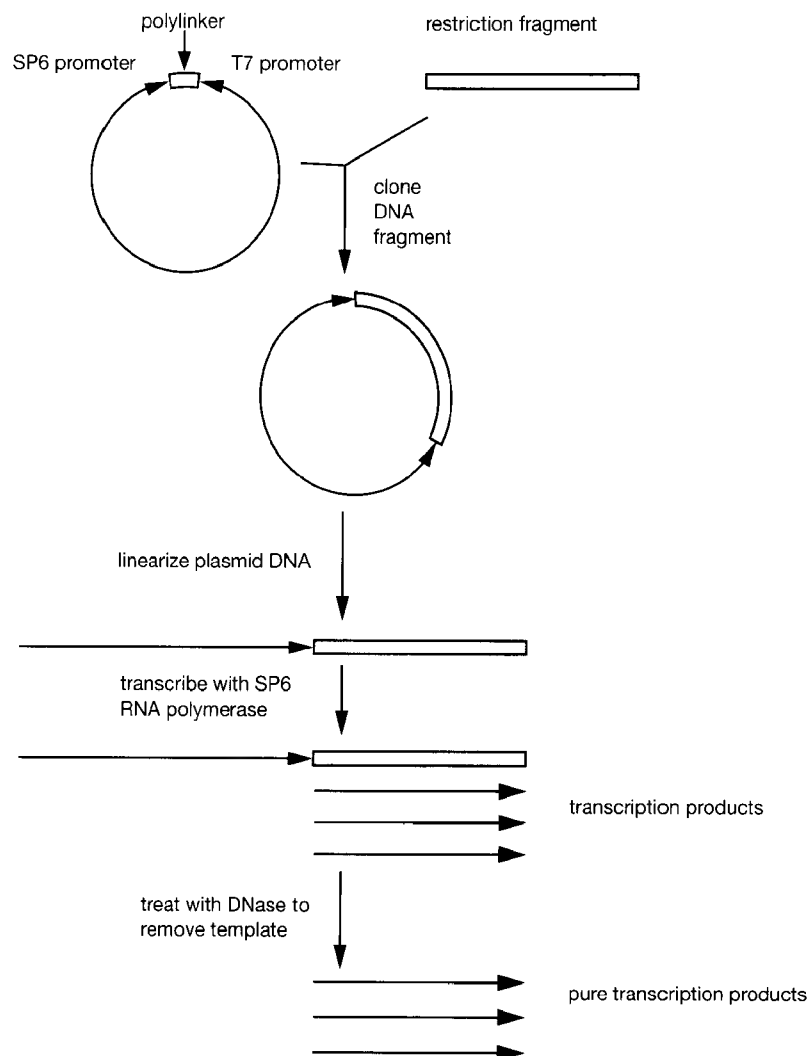 polylinker
restriction fragment
SP6 promoter
T7 promoter
clone
DNA
fragment
linearize plasmid DNA
transcribe with SP6
RNA polymerase
transcription products
treat with DNase to
remove template
pure transcription products